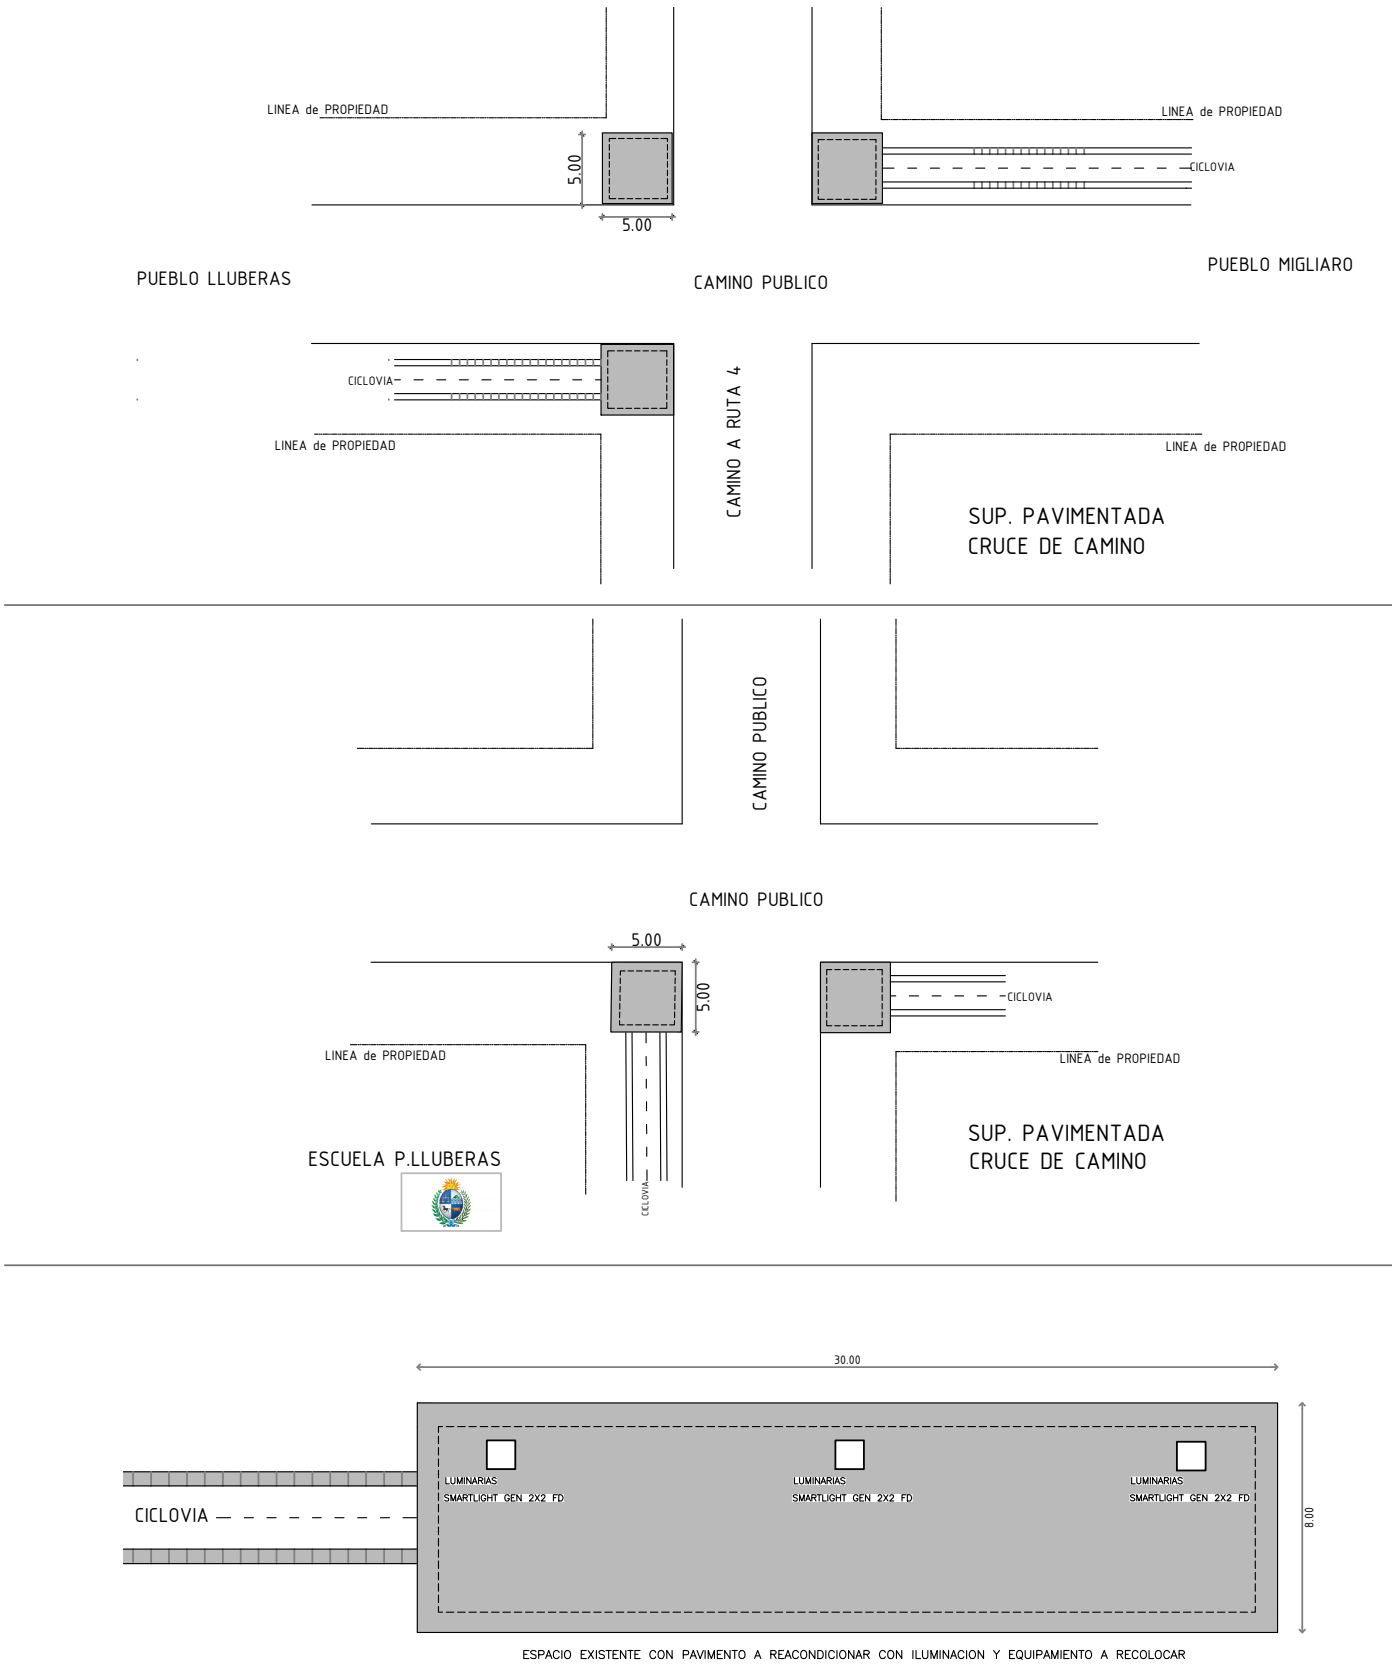 LINEA de PROPIEDAD
LINEA de PROPIEDAD
5.00
CICLOVIA
5.00
PUEBLO LLUBERAS
CAMINO PUBLICO
PUEBLO MIGLIARO
CICLOVIA
CAMINO A RUTA 4
LINEA de PROPIEDAD
LINEA de PROPIEDAD
SUP. PAVIMENTADA
CRUCE DE CAMINO
CAMINO PUBLICO
CAMINO PUBLICO
5.00
5.00
CICLOVIA
LINEA de PROPIEDAD
LINEA de PROPIEDAD
SUP. PAVIMENTADA
CRUCE DE CAMINO
ESCUELA P.LLUBERAS
CICLOVIA
30.00
LUMINARIAS
SMARTLIGHT GEN 2X2 FD
LUMINARIAS
SMARTLIGHT GEN 2X2 FD
LUMINARIAS
SMARTLIGHT GEN 2X2 FD
CICLOVIA
8.00
ESPACIO EXISTENTE CON PAVIMENTO A REACONDICIONAR CON ILUMINACION Y EQUIPAMIENTO A RECOLOCAR